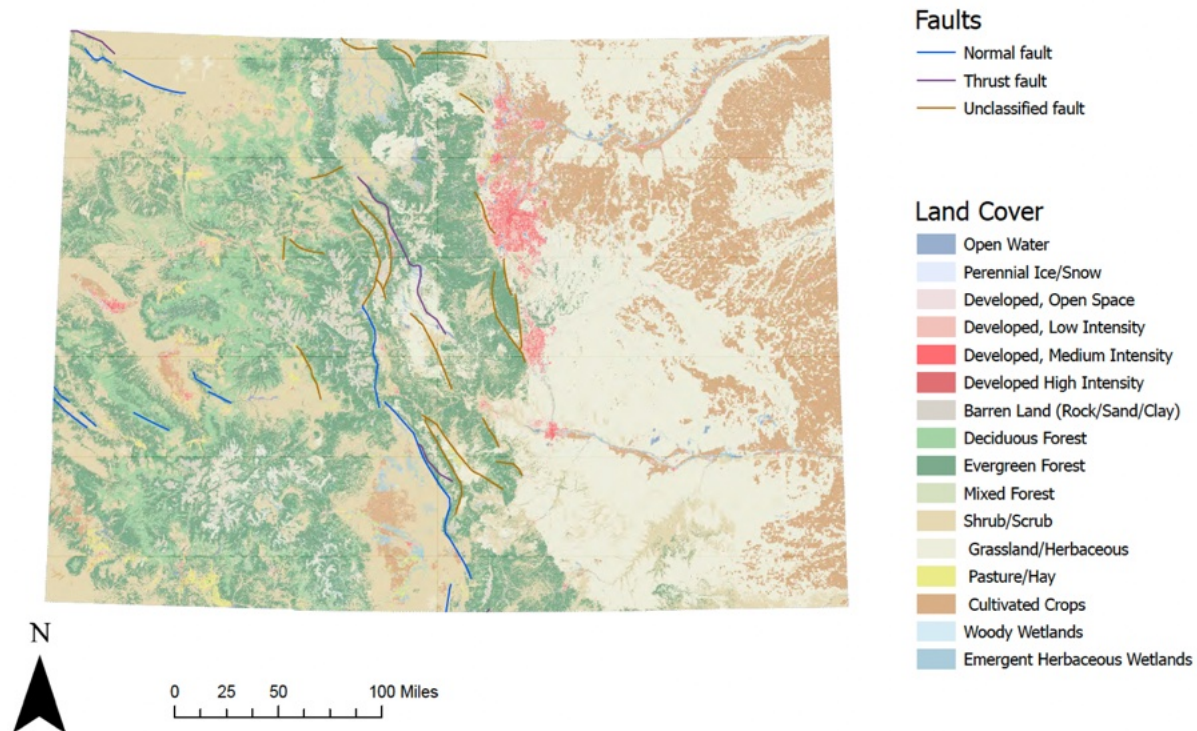 Faults
Normal fault
Thrust fault
Unclassified fault
Land Cover
Open Water
Perennial Ice/Snow
Developed, Open Space
Developed, Low Intensity
Developed, Medium Intensity
Developed High Intensity
Barren Land (Rock/Sand/Clay)
Deciduous Forest
Evergreen Forest
Mixed Forest
Shrub/Scrub
Grassland/Herbaceous
Pasture/Hay
Cultivated Crops
Woody Wetlands
Emergent Herbaceous Wetlands
N
0 25 50 100 Miles